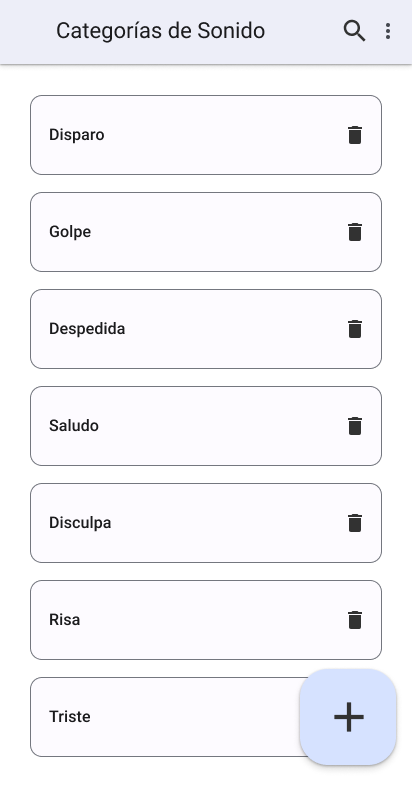 Categorías de Sonido
Disparo
Golpe
Despedida
Saludo
Disculpa
Risa
Triste